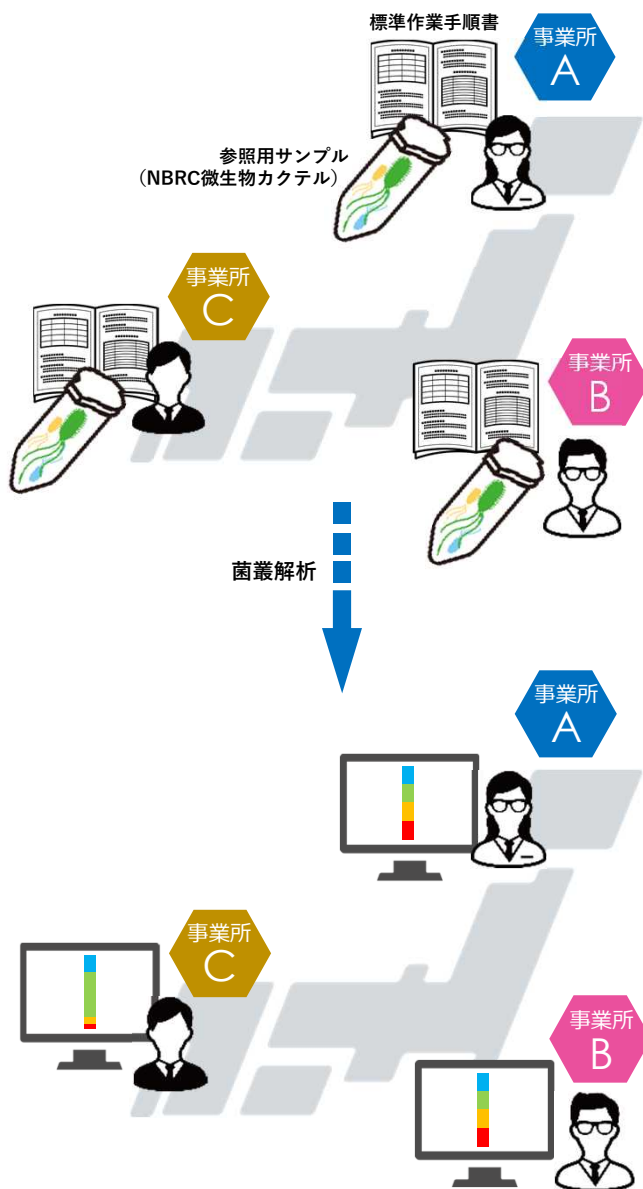 標準作業手順書
事業所
A
参照用サンプル
（NBRC微生物カクテル）
事業所
C
事業所
B
菌叢解析
事業所
A
事業所
C
事業所
B